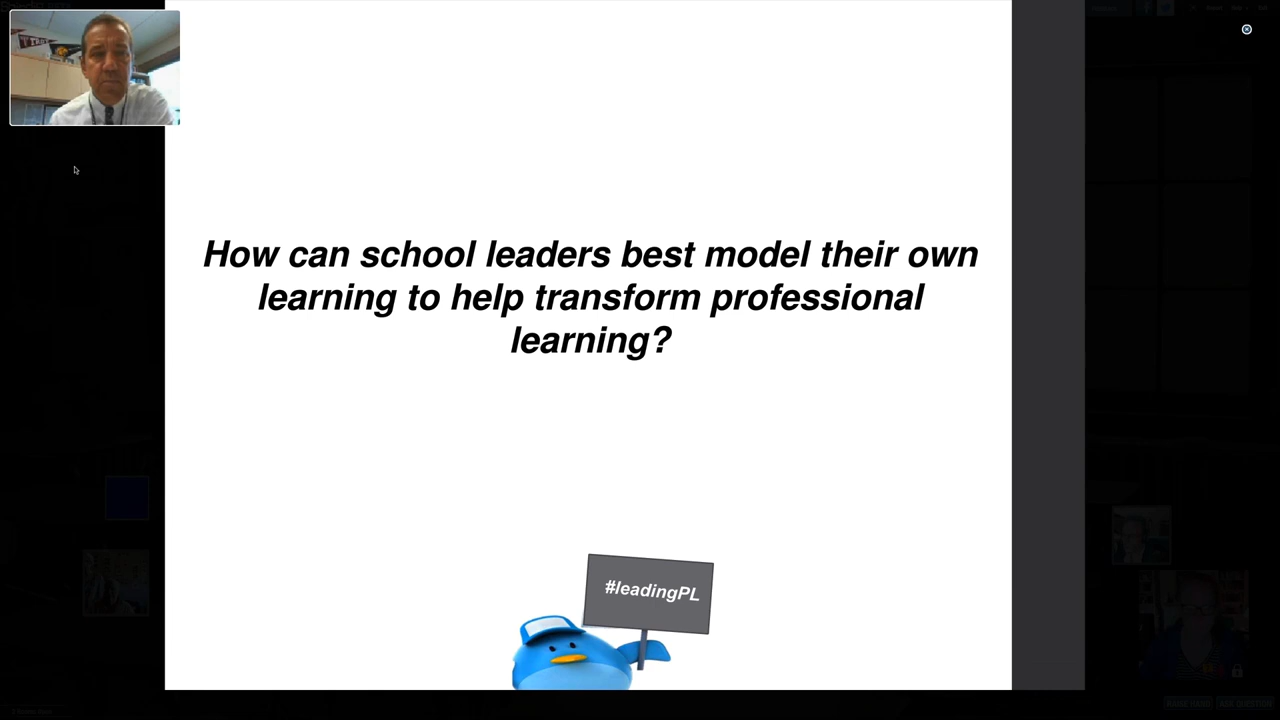 How can school leaders best model their own
learning to help transform professional
learning?
#leadingPL